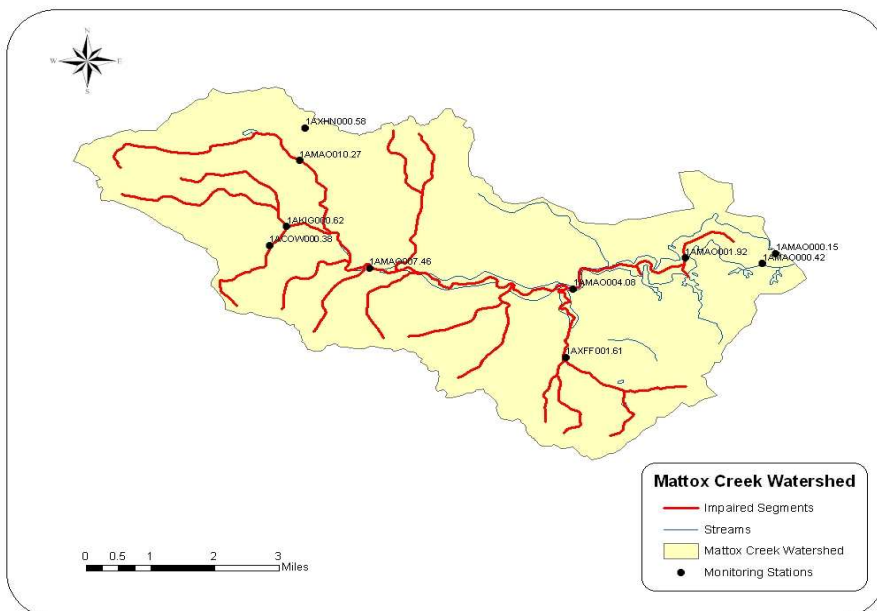 N
W E
S
1AXHN000.58
1AMAO010.27
1AKIG000.62
1ACOW000.38
1AMAO007.46
1AMAO001.92
1AMAO000.15
1AMAO000.42
1AMAO004.08
1AXFF001.61
Mattox Creek Watershed
Impaired Segments
Streams
Mattox Creek Watershed
Monitoring Stations
0 0.5 1 2 3
Miles